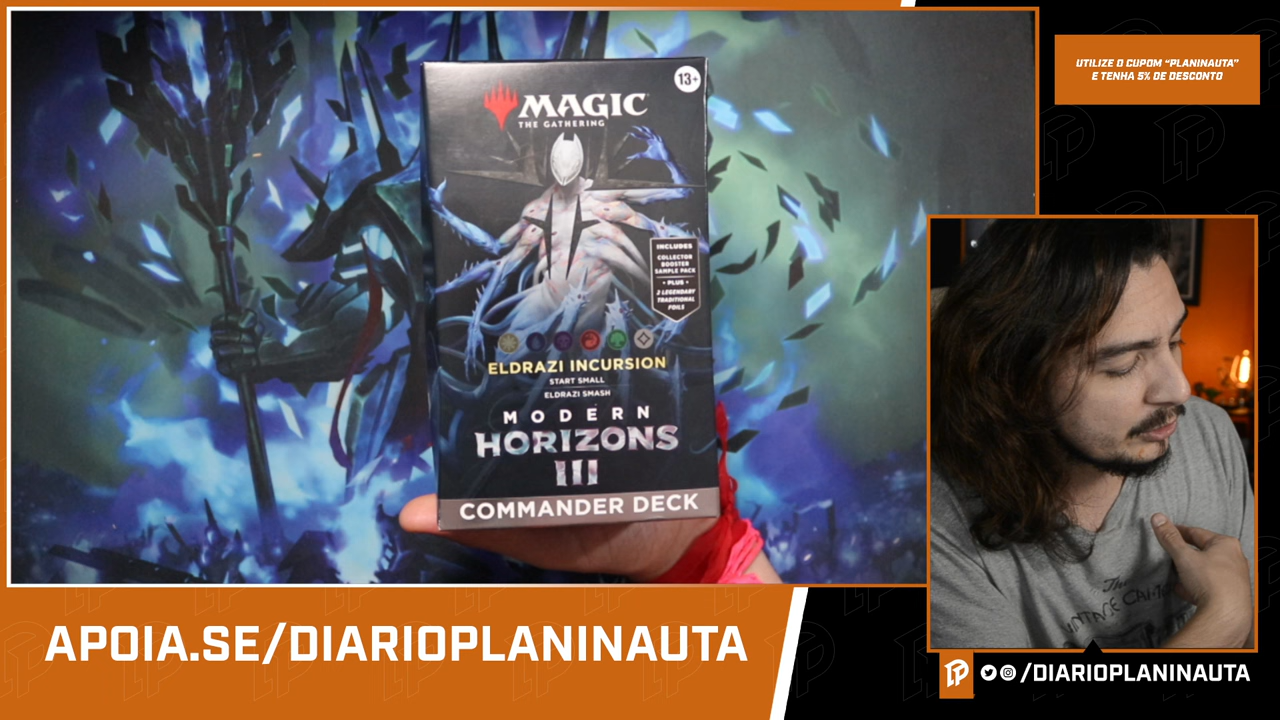 UTILIZE O CUPOM “PLANINAUTA”
E TENHA 5% DE DESCONTO
13+
MAGIC
THE GATHERING
INCLUDES
COLLECTOR
BOOSTER
SAMPLE PACK
• PLUS •
2 LEGENDARY
TRADITIONAL
FOILS
ELDRAZI INCURSION
START SMALL
ELDRAZI SMASH
MODERN
HORIZONS
III
COMMANDER DECK
The
APOIA.SE/DIARIOPLANINAUTA
/DIARIOPLANINAUTA